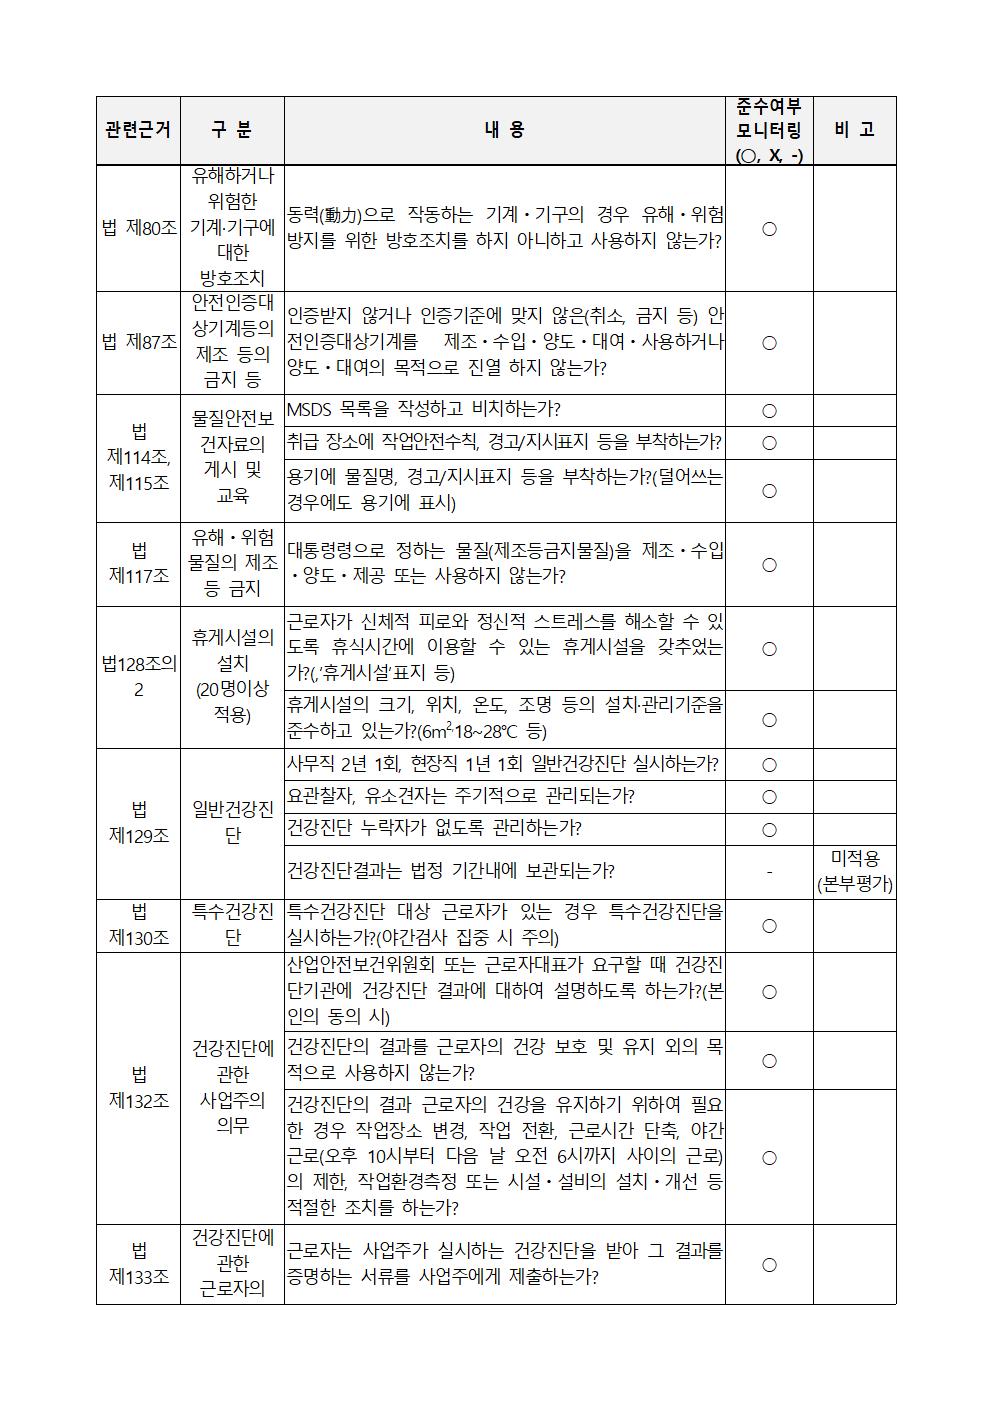 관련근거
구 분
내 용
준수여부
모니터링
(○, X, -)
비 고
법 제80조
유해하거나
위험한
기계·기구에
대한
방호조치
동력(動力)으로 작동하는 기계・기구의 경우 유해・위험
방지를 위한 방호조치를 하지 아니하고 사용하지 않는가?
○
법 제87조
안전인증대
상기계등의
제조 등의
금지 등
인증받지 않거나 인증기준에 맞지 않은(취소, 금지 등) 안
전인증대상기계를 제조・수입・양도・대여・사용하거나
양도・대여의 목적으로 진열 하지 않는가?
○
법
제114조,
제115조
물질안전보
건자료의
게시 및
교육
MSDS 목록을 작성하고 비치하는가?
○
취급 장소에 작업안전수칙, 경고/지시표지 등을 부착하는가?
○
용기에 물질명, 경고/지시표지 등을 부착하는가?(덜어쓰는
경우에도 용기에 표시)
○
법
제117조
유해・위험
물질의 제조
등 금지
대통령령으로 정하는 물질(제조등금지물질)을 제조・수입
・양도・제공 또는 사용하지 않는가?
○
법128조의
2
휴게시설의
설치
(20명이상
적용)
근로자가 신체적 피로와 정신적 스트레스를 해소할 수 있
도록 휴식시간에 이용할 수 있는 휴게시설을 갖추었는
가?(,‘휴게시설’표지 등)
○
휴게시설의 크기, 위치, 온도, 조명 등의 설치·관리기준을
준수하고 있는가?(6m²·18~28℃ 등)
○
법
제129조
일반건강진
단
사무직 2년 1회, 현장직 1년 1회 일반건강진단 실시하는가?
○
요관찰자, 유소견자는 주기적으로 관리되는가?
○
건강진단 누락자가 없도록 관리하는가?
○
건강진단결과는 법정 기간내에 보관되는가?
-
미적용
(본부평가)
법
제130조
특수건강진
단
특수건강진단 대상 근로자가 있는 경우 특수건강진단을
실시하는가?(야간검사 집중 시 주의)
○
법
제132조
건강진단에
관한
사업주의
의무
산업안전보건위원회 또는 근로자대표가 요구할 때 건강진
단기관에 건강진단 결과에 대하여 설명하도록 하는가?(본
인의 동의 시)
○
건강진단의 결과를 근로자의 건강 보호 및 유지 외의 목
적으로 사용하지 않는가?
○
건강진단의 결과 근로자의 건강을 유지하기 위하여 필요
한 경우 작업장소 변경, 작업 전환, 근로시간 단축, 야간
근로(오후 10시부터 다음 날 오전 6시까지 사이의 근로)
의 제한, 작업환경측정 또는 시설・설비의 설치・개선 등
적절한 조치를 하는가?
○
법
제133조
건강진단에
관한
근로자의
근로자는 사업주가 실시하는 건강진단을 받아 그 결과를
증명하는 서류를 사업주에게 제출하는가?
○